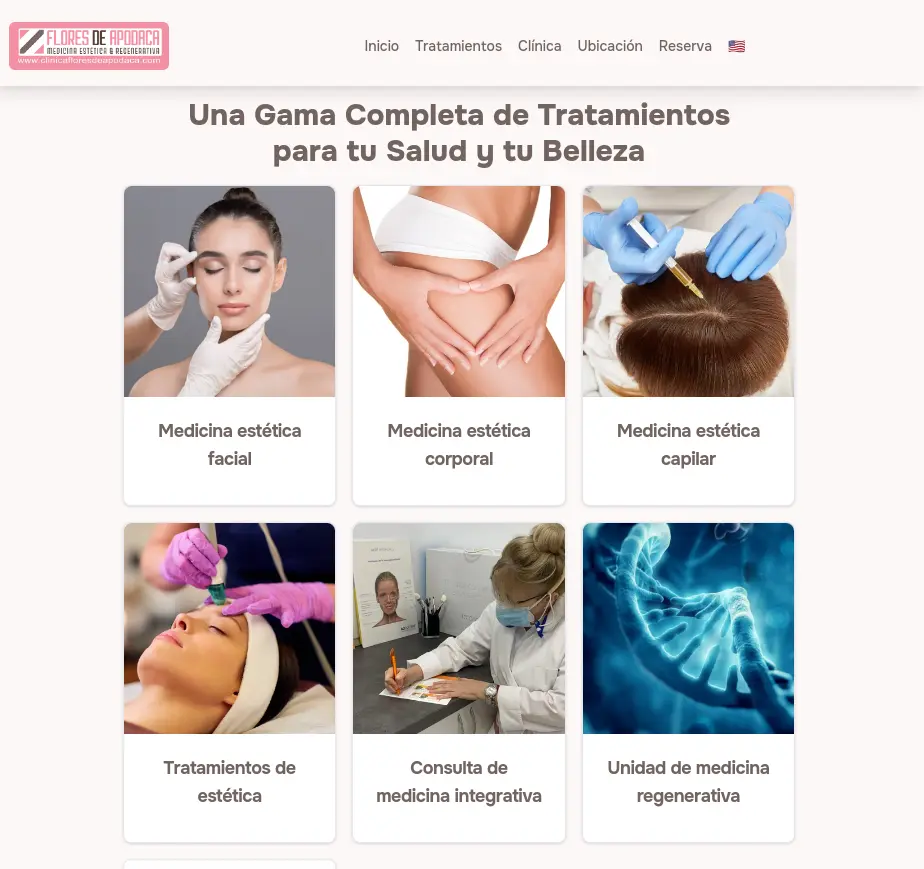 FLORES DE APODACA
MEDICINA ESTÉTICA & REGENERATIVA
www.clinicafloresdeapodaca.com
Inicio Tratamientos Clínica Ubicación Reserva
Una Gama Completa de Tratamientos
para tu Salud y tu Belleza
Medicina estética
facial
Medicina estética
corporal
Medicina estética
capilar
Tratamientos de
estética
Consulta de
medicina integrativa
Unidad de medicina
regenerativa